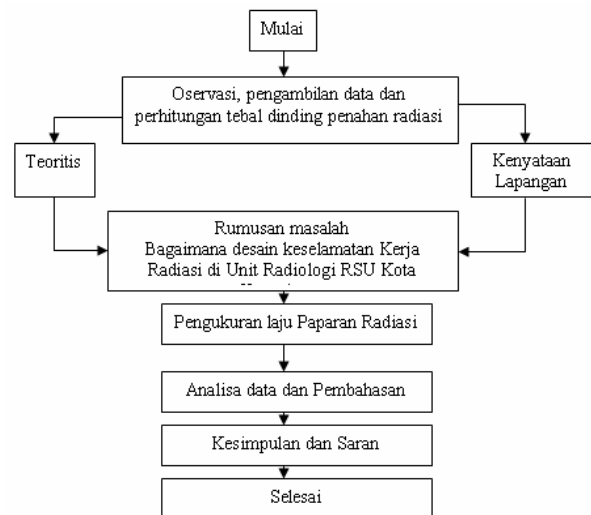 Mulai
Oservasi, pengambilan data dan
perhitungan tebal dinding penahan radiasi
Teoritis
Kenyataan
Lapangan
Rumusan masalah
Bagaimana desain keselamatan Kerja
Radiasi di Unit Radiologi RSU Kota
Pengukuran laju Paparan Radiasi
Analisa data dan Pembahasan
Kesimpulan dan Saran
Selesai